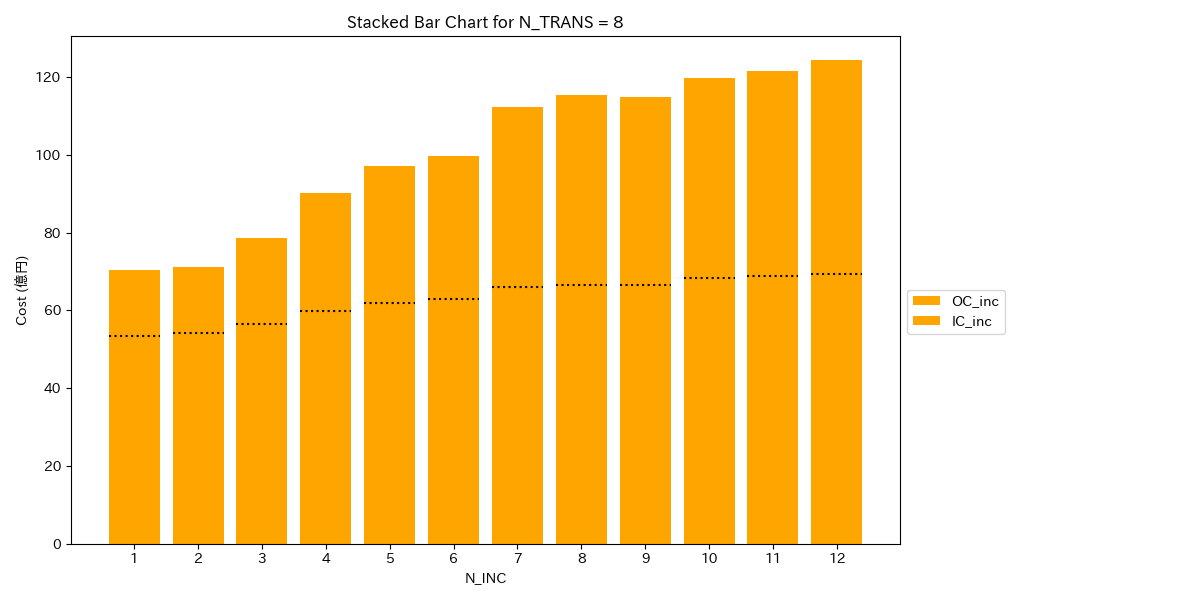 Stacked Bar Chart for N_TRANS = 8
Cost (億円)
120
100
80
60
40
20
0
1 2 3 4 5 6 7 8 9 10 11 12
N_INC
OC_inc
IC_inc